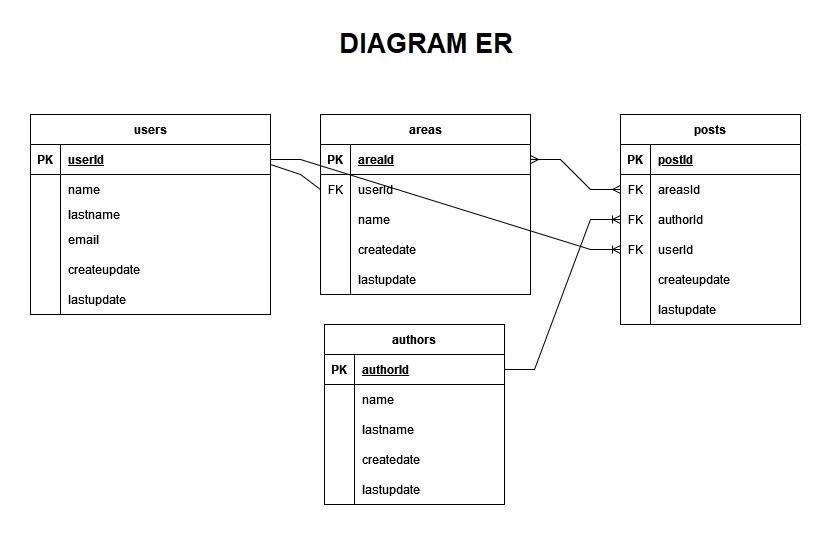 DIAGRAM ER
users
PK userId
name
lastname
email
createupdate
lastupdate
areas
PK areaId
FK userId
name
createdate
lastupdate
posts
PK postId
FK areasId
FK authorId
FK userId
createupdate
lastupdate
authors
PK authorId
name
lastname
createdate
lastupdate